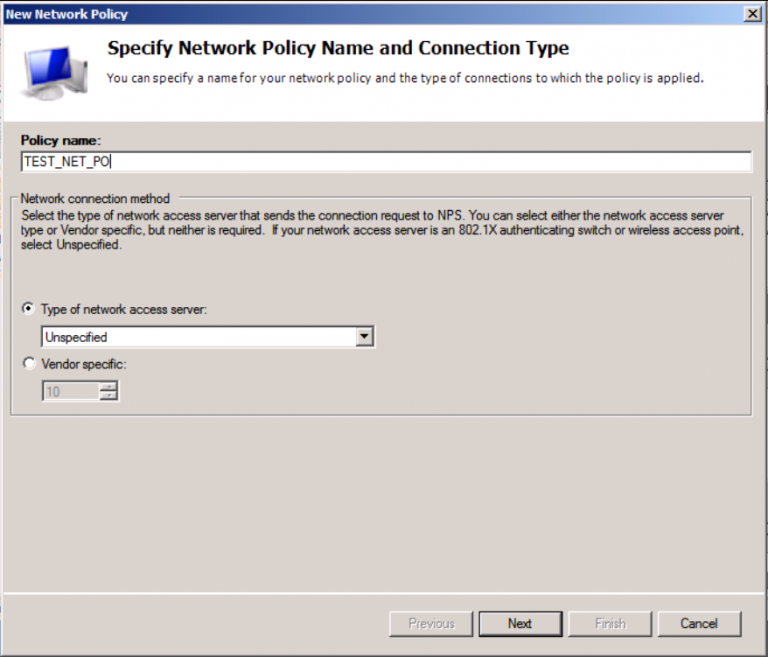 New Network Policy
Specify Network Policy Name and Connection Type
You can specify a name for your network policy and the type of connections to which the policy is applied.
Policy name:
TEST_NET_PO
Network connection method
Select the type of network access server that sends the connection request to NPS. You can select either the network access server
type or Vendor specific, but neither is required.  If your network access server is an 802.1X authenticating switch or wireless access point,
select Unspecified.
Type of network access server:
Unspecified
Vendor specific:
10
Previous Next Finish Cancel